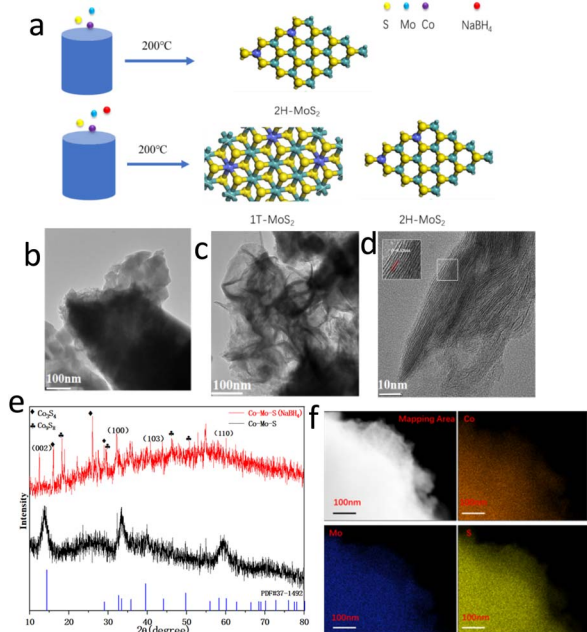 a
S Mo Co NaBH₄
200℃
2H-MoS₂
200℃
1T-MoS₂ 2H-MoS₂
b
100nm
c
100nm
d
10nm
e
♦ Co₃S₄
♣ Co₉S₈
Co-Mo-S(NaBH₄)
Co-Mo-S
(002)
(100)
(103)
(110)
Intensity
PDF#37-1492
10 20 30 40 50 60 70 80
2θ(degree)
f
Mapping Area
100nm
Co
100nm
Mo
100nm
S
100nm